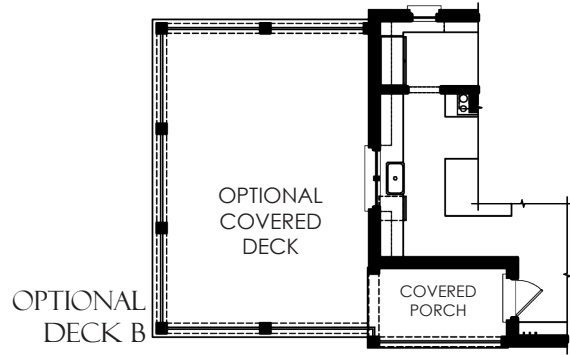 OPTIONAL
COVERED
DECK
COVERED
PORCH
OPTIONAL
DECK B